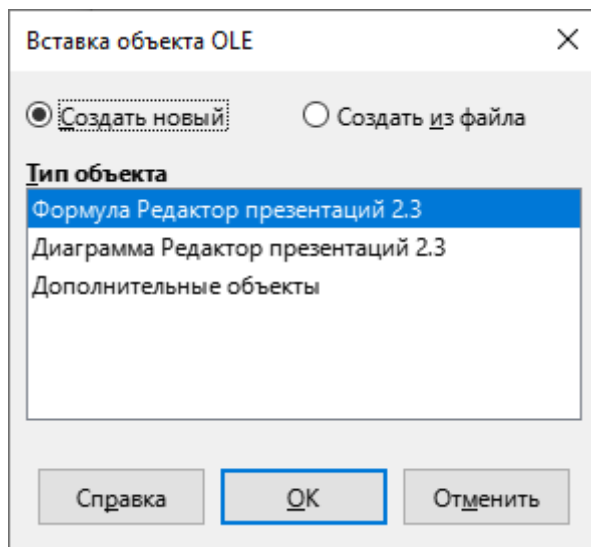 Вставка объекта OLE
Создать новый
Создать из файла
Тип объекта
Формула Редактор презентаций 2.3
Диаграмма Редактор презентаций 2.3
Дополнительные объекты
Справка
OK
Отменить